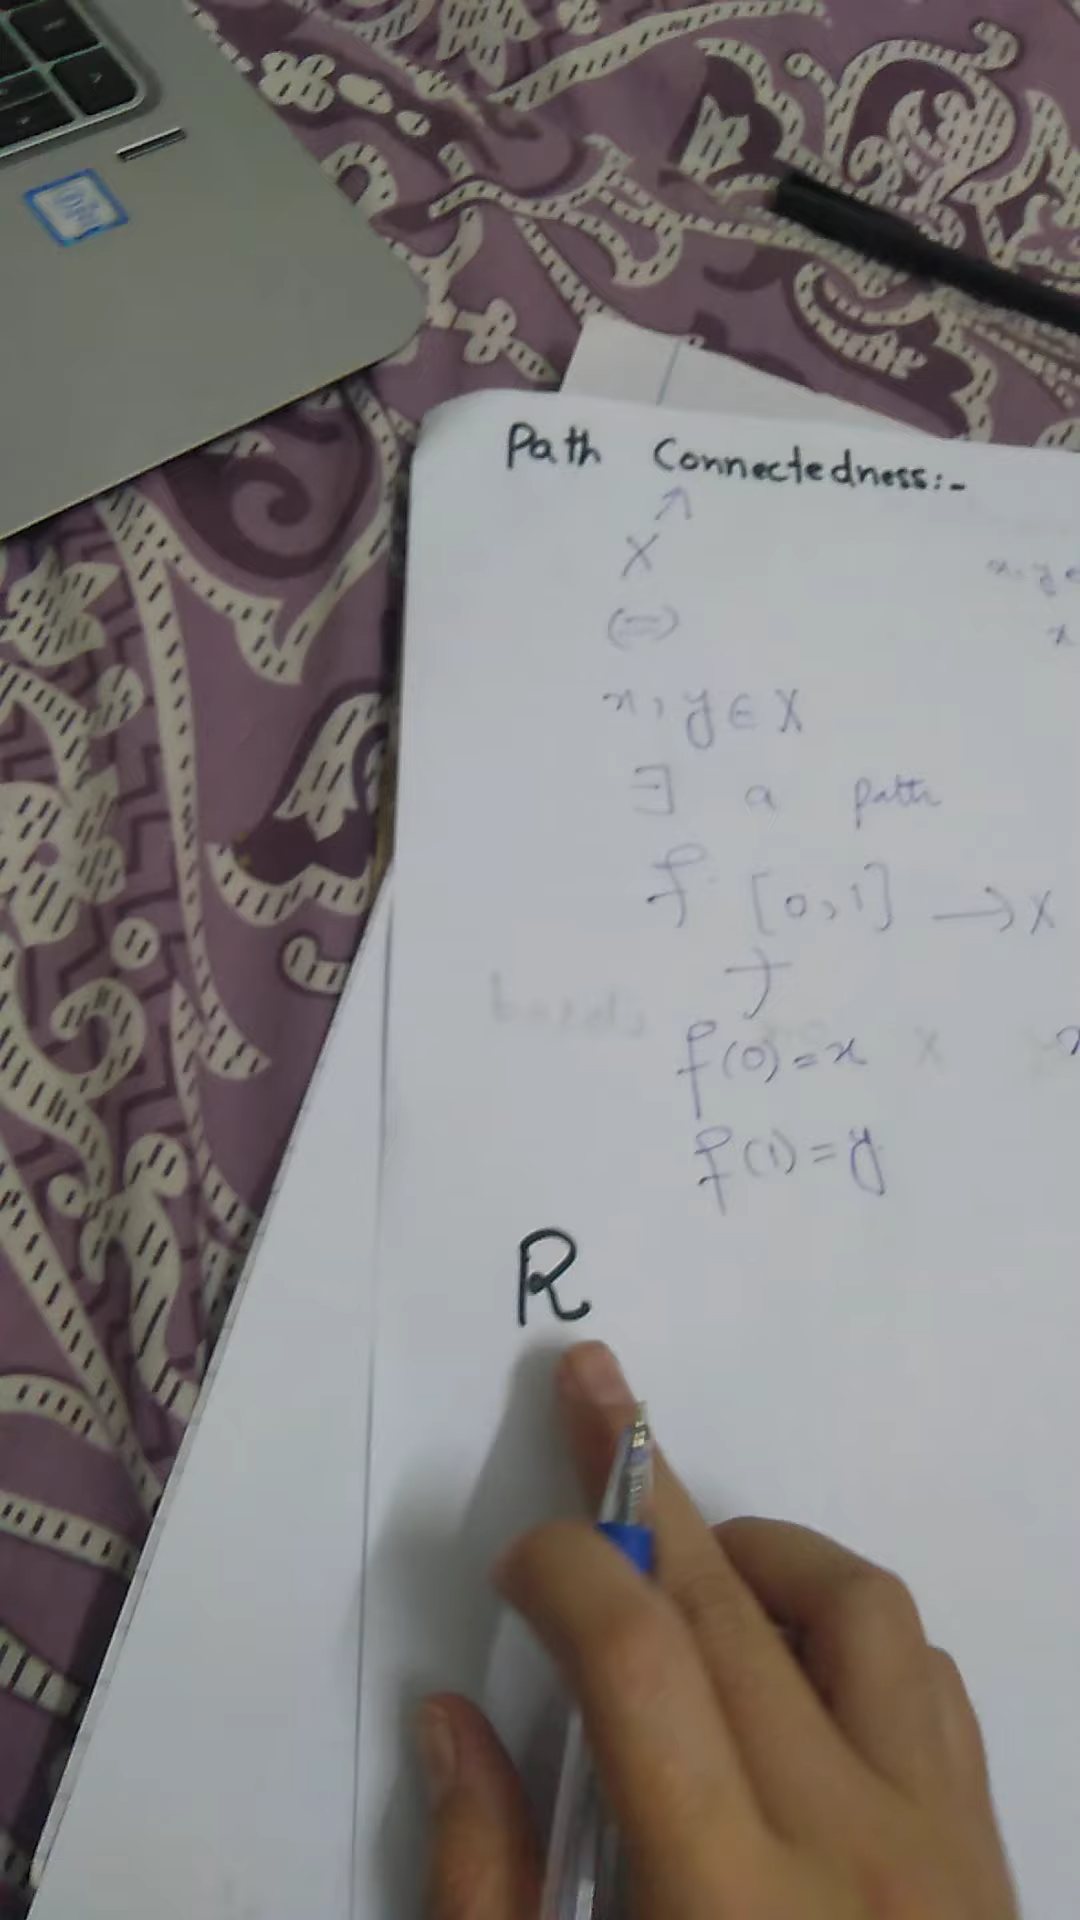 Path Connectedness:-
X
x, y ∈ X
∃ a path
f [0,1] → X
f(0) = x
f(1) = y
R